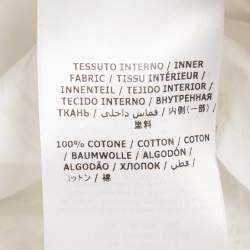 TESSUTO INTERNO / INNER
FABRIC / TISSU INTÉRIEUR /
INNENTEIL / TEJIDO INTERIOR /
TECIDO INTERNO / ВНУТРЕННАЯ
ТКАНЬ / قماش داخلي / 内側（一部）/
里料
100% COTONE / COTTON / COTON
/ BAUMWOLLE / ALGODÓN /
ALGODÃO / ХЛОПОК / قطن /
コットン / 棉